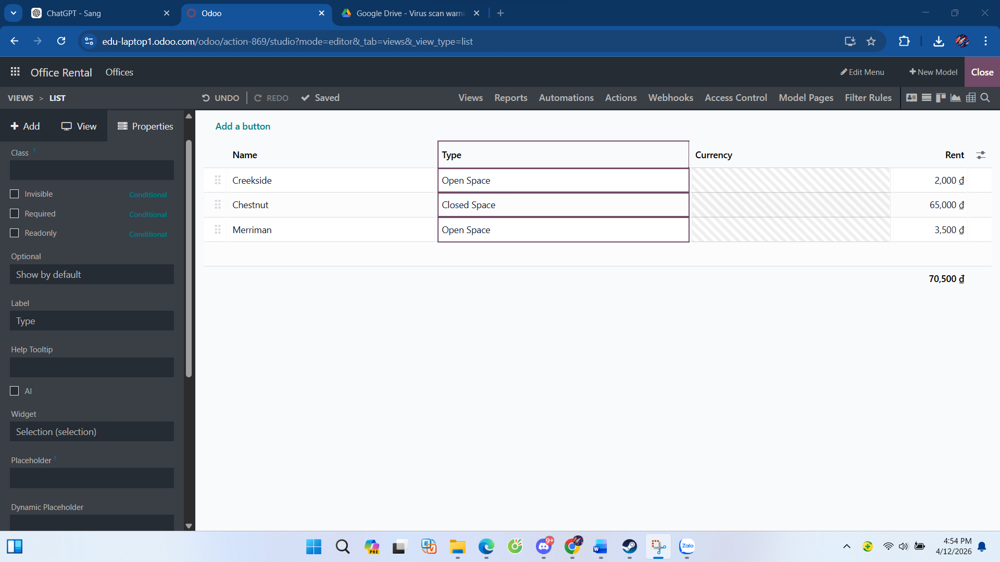 ChatGPT - Sang
Odoo
Google Drive - Virus scan warni
edu-laptop1.odoo.com/odoo/action-869/studio?mode=editor&_tab=views&_view_type=list
Office Rental
Offices
Edit Menu
New Model
Close
VIEWS > LIST
UNDO
REDO
Saved
Views
Reports
Automations
Actions
Webhooks
Access Control
Model Pages
Filter Rules
Add
View
Properties
Add a button
Class ?
Invisible
Conditional
Required
Conditional
Readonly
Conditional
Optional
Show by default
Label
Type
Help Tooltip
AI
Widget
Selection (selection)
Placeholder ?
Dynamic Placeholder
Name Type Currency Rent
Creekside Open Space 2,000 ₫
Chestnut Closed Space 65,000 ₫
Merriman Open Space 3,500 ₫
70,500 ₫
PRE
9+
W
Zalo
4:54 PM
4/12/2026